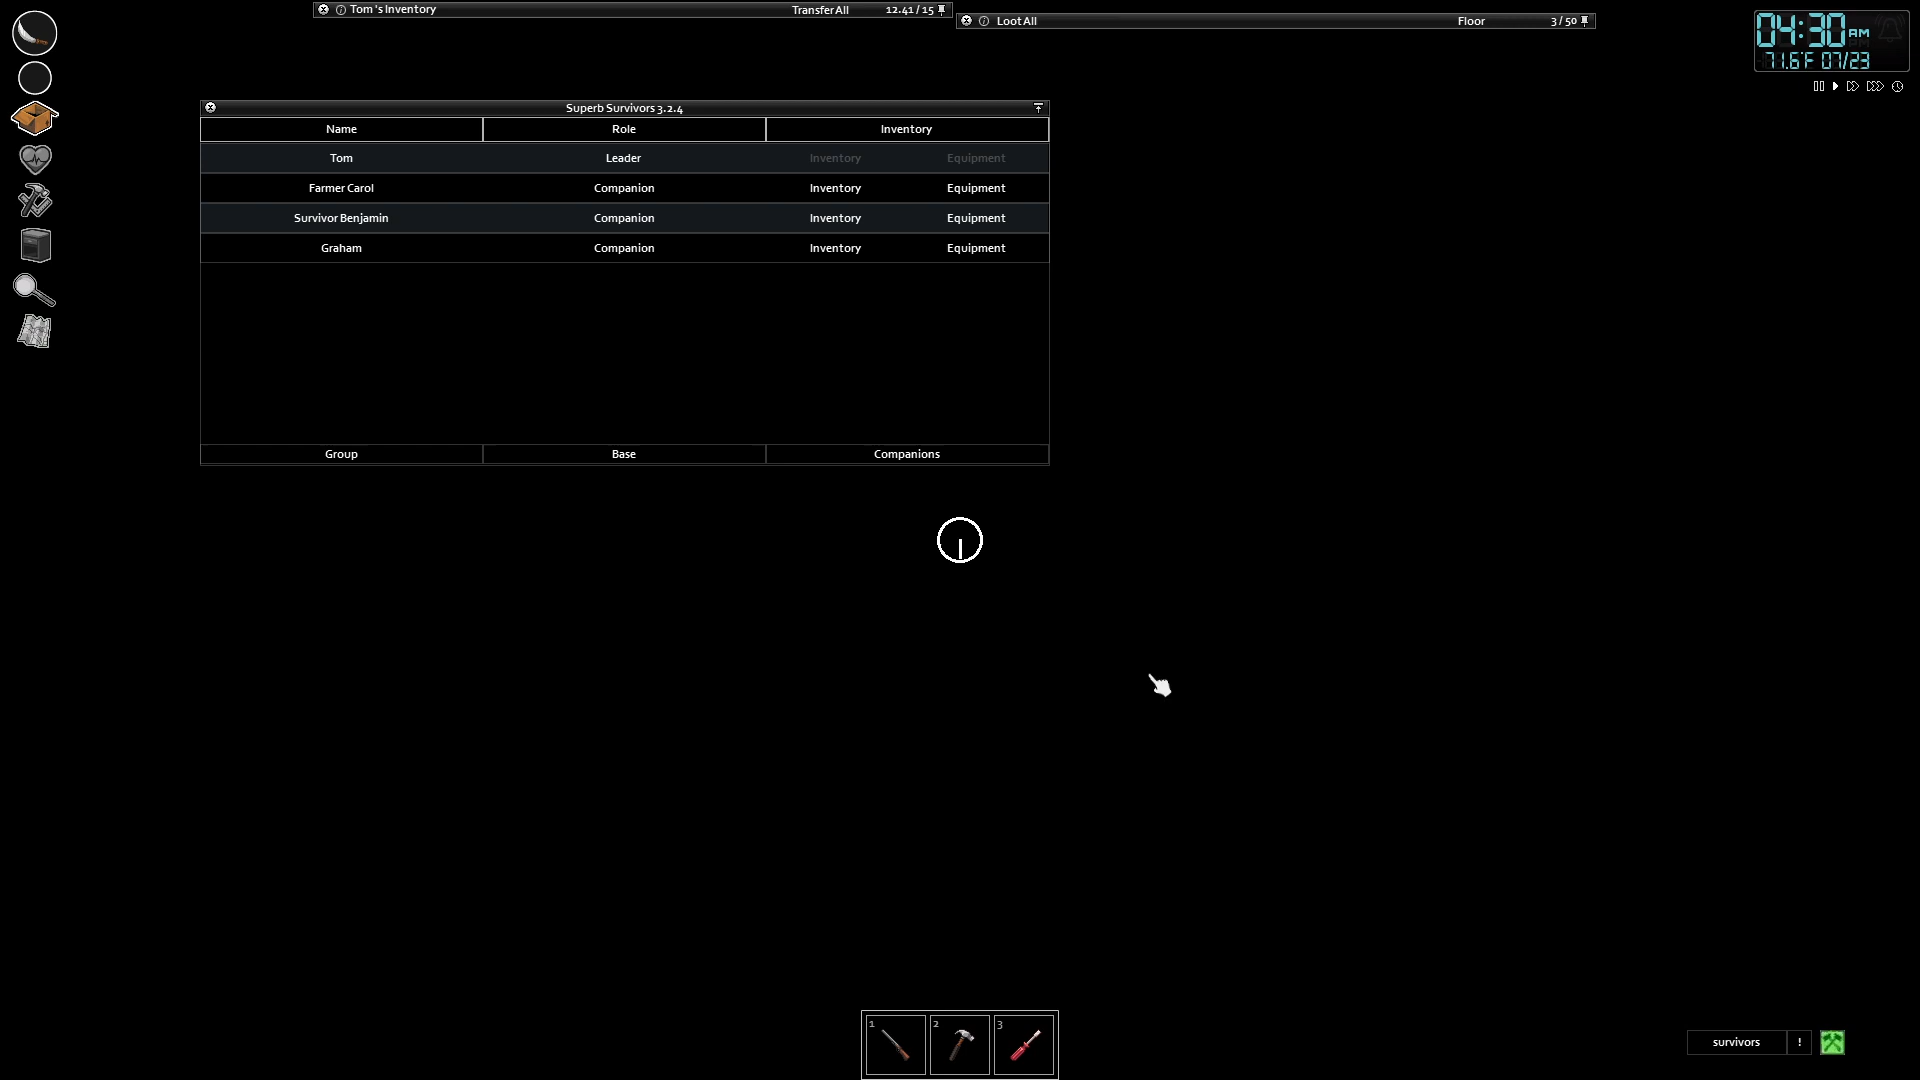 Tom 's Inventory Transfer All 12.41 / 15
Loot All Floor 3 / 50
04:30 AM
71.6°F 07/23
Superb Survivors 3.2.4
Name Role Inventory
Tom Leader Inventory Equipment
Farmer Carol Companion Inventory Equipment
Survivor Benjamin Companion Inventory Equipment
Graham Companion Inventory Equipment
Group Base Companions
1 2 3
survivors !